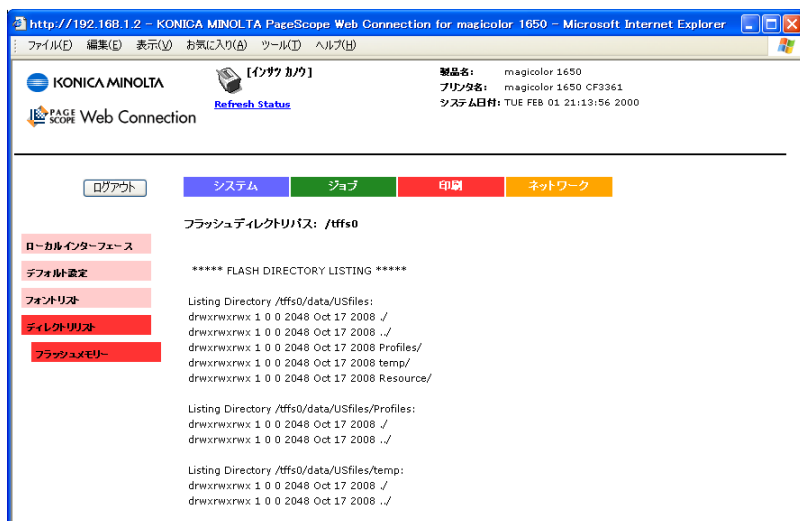 http://192.168.1.2 - KONICA MINOLTA PageScope Web Connection for magicolor 1650 - Microsoft Internet Explorer
ファイル(F) 編集(E) 表示(V) お気に入り(A) ツール(T) ヘルプ(H)
KONICA MINOLTA
PAGE SCOPE Web Connection
[インサツ カノウ]
Refresh Status
製品名: magicolor 1650
プリンタ名: magicolor 1650 CF3361
システム日付: TUE FEB 01 21:13:56 2000
ログアウト
システム ジョブ 印刷 ネットワーク
ローカルインターフェース
デフォルト設定
フォントリスト
ディレクトリリスト
フラッシュメモリー
フラッシュディレクトリパス: /tffs0
***** FLASH DIRECTORY LISTING *****
Listing Directory /tffs0/data/USfiles:
drwxrwxrwx 1 0 0 2048 Oct 17 2008 ./
drwxrwxrwx 1 0 0 2048 Oct 17 2008 ../
drwxrwxrwx 1 0 0 2048 Oct 17 2008 Profiles/
drwxrwxrwx 1 0 0 2048 Oct 17 2008 temp/
drwxrwxrwx 1 0 0 2048 Oct 17 2008 Resource/
Listing Directory /tffs0/data/USfiles/Profiles:
drwxrwxrwx 1 0 0 2048 Oct 17 2008 ./
drwxrwxrwx 1 0 0 2048 Oct 17 2008 ../
Listing Directory /tffs0/data/USfiles/temp:
drwxrwxrwx 1 0 0 2048 Oct 17 2008 ./
drwxrwxrwx 1 0 0 2048 Oct 17 2008 ../